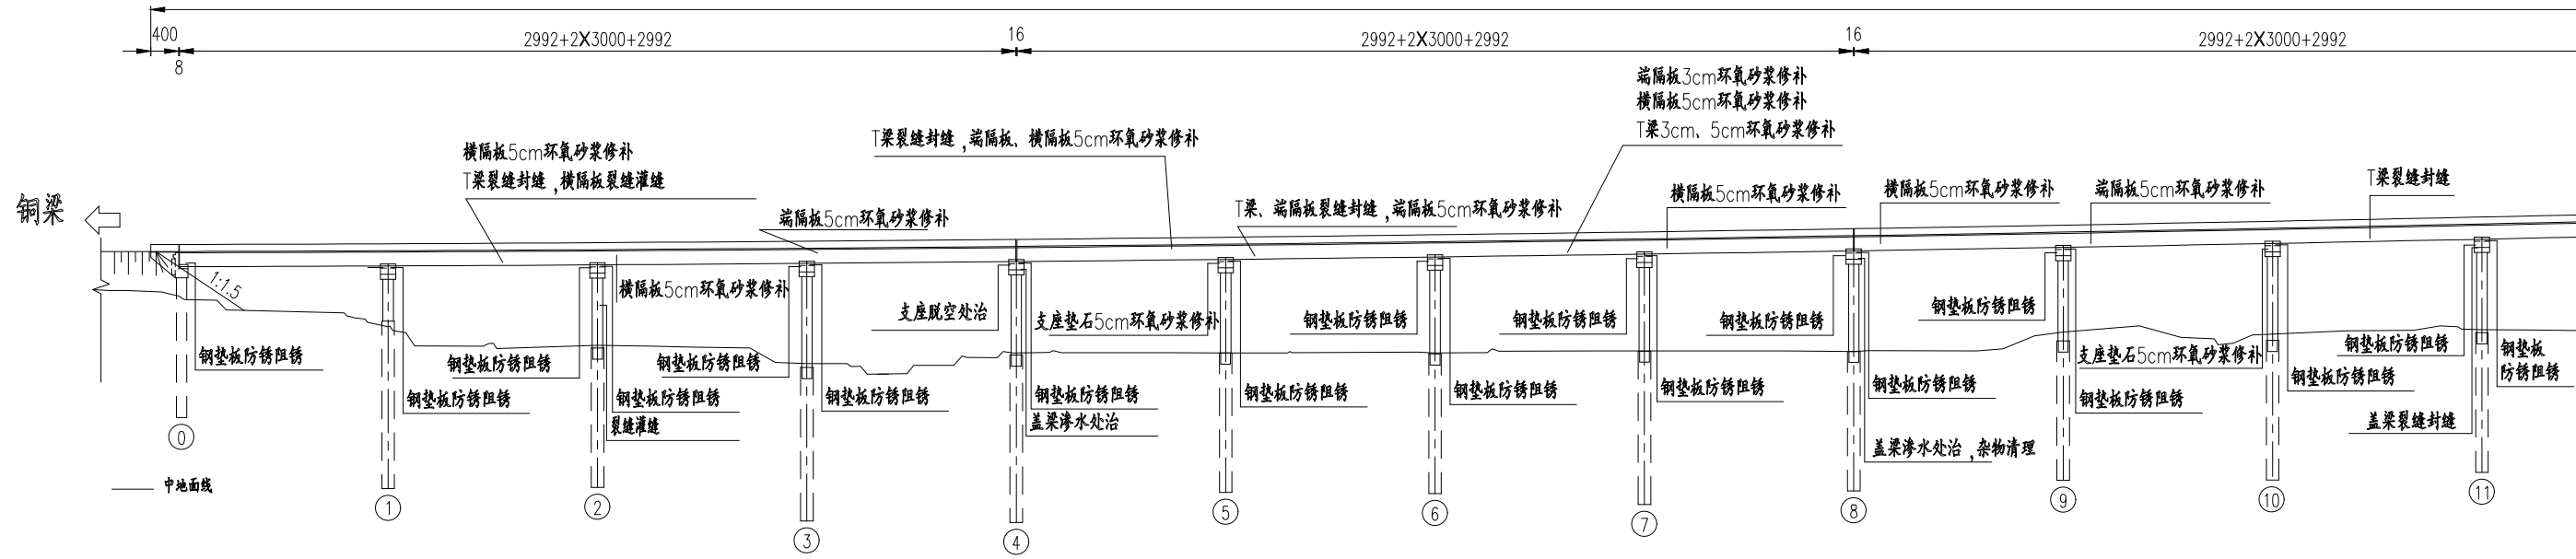 400
2992+2X3000+2992
16
2992+2X3000+2992
16
2992+2X3000+2992
8
端隔板3cm环氧砂浆修补
横隔板5cm环氧砂浆修补
T梁3cm、5cm环氧砂浆修补
T梁裂缝封缝,端隔板、横隔板5cm环氧砂浆修补
横隔板5cm环氧砂浆修补
T梁裂缝封缝,横隔板裂缝灌缝
端隔板5cm环氧砂浆修补
T梁、端隔板裂缝封缝,端隔板5cm环氧砂浆修补
横隔板5cm环氧砂浆修补
横隔板5cm环氧砂浆修补
端隔板5cm环氧砂浆修补
T梁裂缝封缝
铜梁
1:1.5
横隔板5cm环氧砂浆修补
支座脱空处治
支座垫石5cm环氧砂浆修补
钢垫板防锈阻锈
钢垫板防锈阻锈
钢垫板防锈阻锈
钢垫板防锈阻锈
钢垫板防锈阻锈
钢垫板防锈阻锈
钢垫板防锈阻锈
支座垫石5cm环氧砂浆修补
钢垫板防锈阻锈
钢垫板
防锈阻锈
钢垫板防锈阻锈
钢垫板防锈阻锈
裂缝灌缝
钢垫板防锈阻锈
钢垫板防锈阻锈
盖梁渗水处治
钢垫板防锈阻锈
钢垫板防锈阻锈
钢垫板防锈阻锈
钢垫板防锈阻锈
盖梁渗水处治,杂物清理
钢垫板防锈阻锈
钢垫板防锈阻锈
盖梁裂缝封缝
中地面线
0
1
2
3
4
5
6
7
8
9
10
11